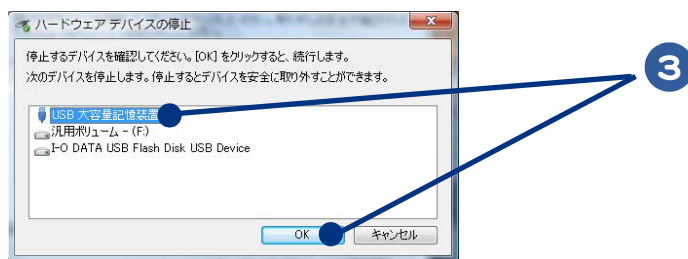 ハードウェア デバイスの停止
停止するデバイスを確認してください。[OK] をクリックすると、続行します。
次のデバイスを停止します。停止するとデバイスを安全に取り外すことができます。
3
USB 大容量記憶装置
汎用ボリューム - (F:)
I-O DATA USB Flash Disk USB Device
OK
キャンセル